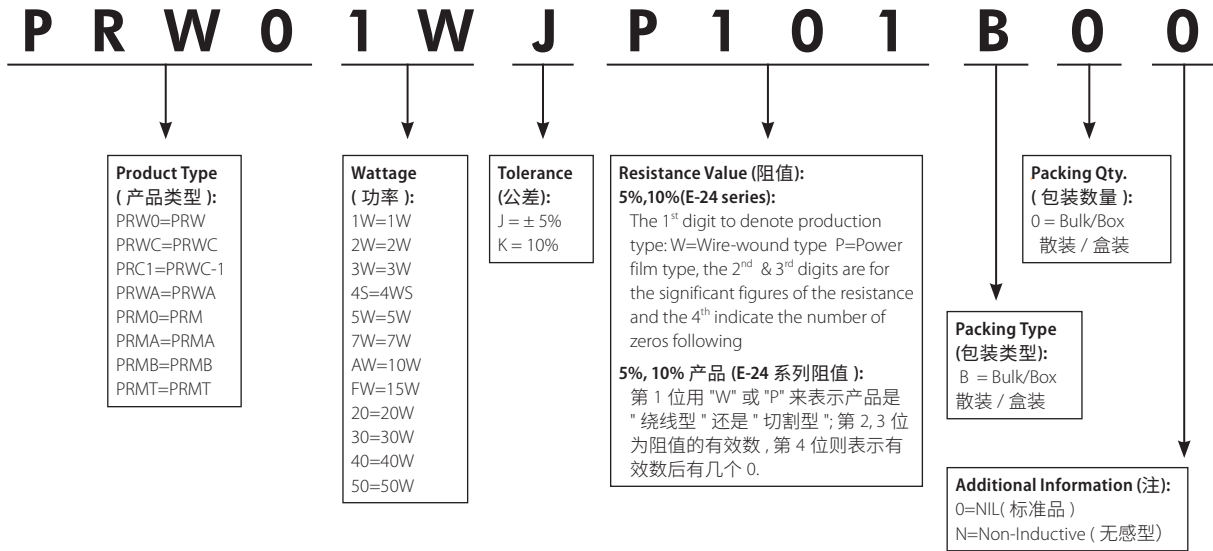 PRW0 1W J P101 B 0 0
Product Type
( 产品类型 ):
PRW0=PRW
PRWC=PRWC
PRC1=PRWC-1
PRWA=PRWA
PRM0=PRM
PRMA=PRMA
PRMB=PRMB
PRMT=PRMT
Wattage
( 功率 ):
1W=1W
2W=2W
3W=3W
4S=4WS
5W=5W
7W=7W
AW=10W
FW=15W
20=20W
30=30W
40=40W
50=50W
Tolerance
(公差):
J = ± 5%
K = 10%
Resistance Value (阻值):
5%,10%(E-24 series):
The 1st digit to denote production
type: W=Wire-wound type P=Power
film type, the 2nd & 3rd digits are for
the significant figures of the resistance
and the 4th indicate the number of
zeros following
5%, 10% 产品 (E-24 系列阻值 ):
第 1 位用 "W" 或 "P" 来表示产品是
" 绕线型 " 还是 " 切割型 "; 第 2, 3 位
为阻值的有效数 , 第 4 位则表示有
效数后有几个 0.
Packing Qty.
( 包装数量 ):
0 = Bulk/Box
散装 / 盒装
Packing Type
(包装类型):
B = Bulk/Box
散装 / 盒装
Additional Information (注):
0=NIL( 标准品 )
N=Non-Inductive ( 无感型）